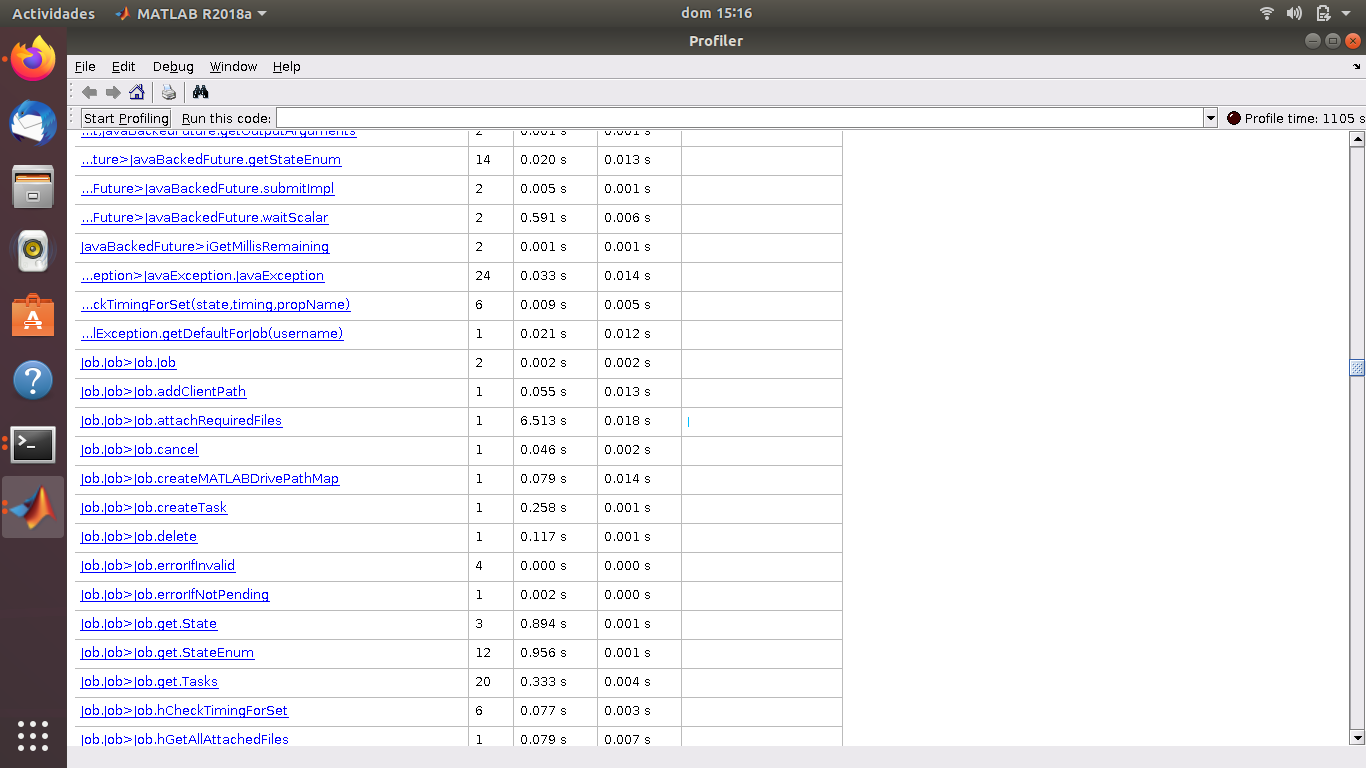 Actividades MATLAB R2018a dom 15:16
Profiler
File Edit Debug Window Help
Start Profiling Run this code: Profile time: 1105 s
...t,JavaBackedFuture.getOutputArguments 2 0.001 s 0.001 s
...ture>JavaBackedFuture.getStateEnum 14 0.020 s 0.013 s
...Future>JavaBackedFuture.submitImpl 2 0.005 s 0.001 s
...Future>JavaBackedFuture.waitScalar 2 0.591 s 0.006 s
JavaBackedFuture>iGetMillisRemaining 2 0.001 s 0.001 s
...eption>JavaException.JavaException 24 0.033 s 0.014 s
...ckTimingForSet(state,timing,propName) 6 0.009 s 0.005 s
...lException.getDefaultForJob(username) 1 0.021 s 0.012 s
Job.Job>Job.Job 2 0.002 s 0.002 s
Job.Job>Job.addClientPath 1 0.055 s 0.013 s
Job.Job>Job.attachRequiredFiles 1 6.513 s 0.018 s
Job.Job>Job.cancel 1 0.046 s 0.002 s
Job.Job>Job.createMATLABDrivePathMap 1 0.079 s 0.014 s
Job.Job>Job.createTask 1 0.258 s 0.001 s
Job.Job>Job.delete 1 0.117 s 0.001 s
Job.Job>Job.errorIfInvalid 4 0.000 s 0.000 s
Job.Job>Job.errorIfNotPending 1 0.002 s 0.000 s
Job.Job>Job.get.State 3 0.894 s 0.001 s
Job.Job>Job.get.StateEnum 12 0.956 s 0.001 s
Job.Job>Job.get.Tasks 20 0.333 s 0.004 s
Job.Job>Job.hCheckTimingForSet 6 0.077 s 0.003 s
Job.Job>Job.hGetAllAttachedFiles 1 0.079 s 0.007 s